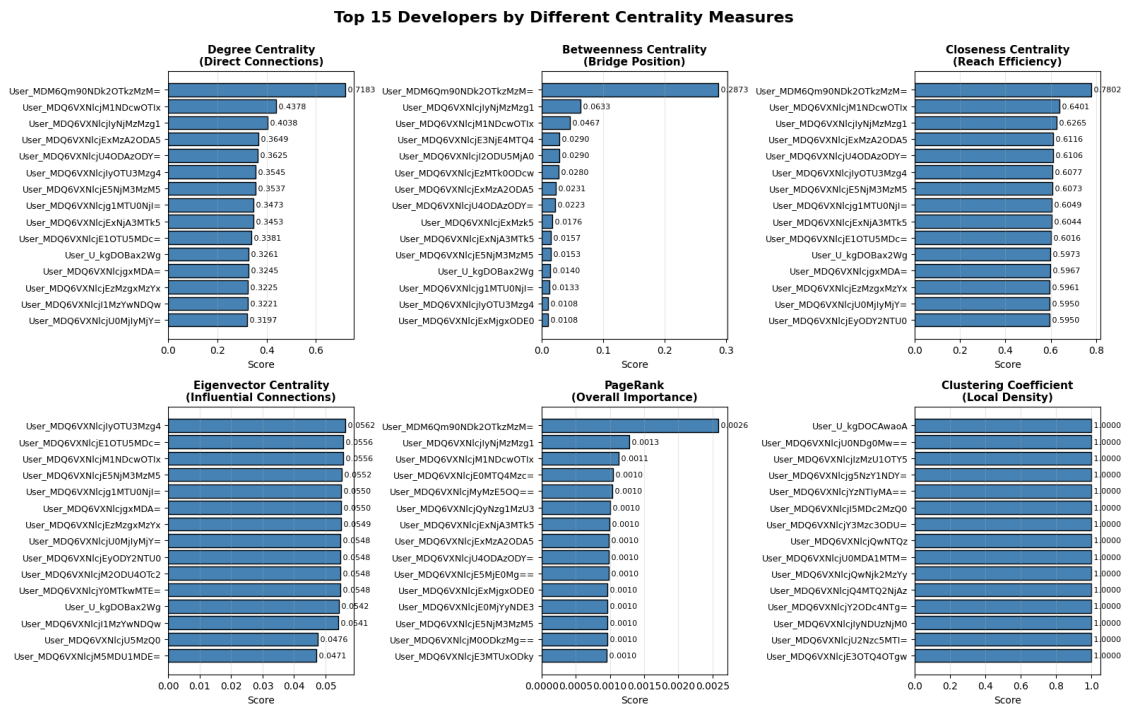 Top 15 Developers by Different Centrality Measures
Degree Centrality
(Direct Connections)
User_MDM6Qm90NDk2OTkzMzM= 0.7183
User_MDQ6VXNlcjM1NDcwOTIx 0.4378
User_MDQ6VXNlcjIyNjMzMzg1 0.4038
User_MDQ6VXNlcjExMzA2ODA5 0.3649
User_MDQ6VXNlcjU4ODAzODY= 0.3625
User_MDQ6VXNlcjIyOTU3Mzg4 0.3545
User_MDQ6VXNlcjE5NjM3MzM5 0.3537
User_MDQ6VXNlcjg1MTU0NjI= 0.3473
User_MDQ6VXNlcjExNjA3MTk5 0.3453
User_MDQ6VXNlcjE1OTU5MDc= 0.3381
User_U_kgDOBax2Wg 0.3261
User_MDQ6VXNlcjgxMDA= 0.3245
User_MDQ6VXNlcjEzMzgxMzYx 0.3225
User_MDQ6VXNlcjI1MzYwNDQw 0.3221
User_MDQ6VXNlcjU0MjIyMjY= 0.3197
0.0 0.2 0.4 0.6
Score
Betweenness Centrality
(Bridge Position)
User_MDM6Qm90NDk2OTkzMzM= 0.2873
User_MDQ6VXNlcjIyNjMzMzg1 0.0633
User_MDQ6VXNlcjM1NDcwOTIx 0.0467
User_MDQ6VXNlcjE3NjE4MTQ4 0.0290
User_MDQ6VXNlcjI2ODU5MjA0 0.0290
User_MDQ6VXNlcjEzMTk0ODcw 0.0280
User_MDQ6VXNlcjExMzA2ODA5 0.0231
User_MDQ6VXNlcjU4ODAzODY= 0.0223
User_MDQ6VXNlcjExMzk5 0.0176
User_MDQ6VXNlcjExNjA3MTk5 0.0157
User_MDQ6VXNlcjE5NjM3MzM5 0.0153
User_U_kgDOBax2Wg 0.0140
User_MDQ6VXNlcjg1MTU0NjI= 0.0133
User_MDQ6VXNlcjIyOTU3Mzg4 0.0108
User_MDQ6VXNlcjExMjgxODE0 0.0108
0.0 0.1 0.2 0.3
Score
Closeness Centrality
(Reach Efficiency)
User_MDM6Qm90NDk2OTkzMzM= 0.7802
User_MDQ6VXNlcjM1NDcwOTIx 0.6401
User_MDQ6VXNlcjIyNjMzMzg1 0.6265
User_MDQ6VXNlcjExMzA2ODA5 0.6116
User_MDQ6VXNlcjU4ODAzODY= 0.6106
User_MDQ6VXNlcjIyOTU3Mzg4 0.6077
User_MDQ6VXNlcjE5NjM3MzM5 0.6073
User_MDQ6VXNlcjg1MTU0NjI= 0.6049
User_MDQ6VXNlcjExNjA3MTk5 0.6044
User_MDQ6VXNlcjE1OTU5MDc= 0.6016
User_U_kgDOBax2Wg 0.5973
User_MDQ6VXNlcjgxMDA= 0.5967
User_MDQ6VXNlcjEzMzgxMzYx 0.5961
User_MDQ6VXNlcjU0MjIyMjY= 0.5950
User_MDQ6VXNlcjEyODY2NTU0 0.5950
0.0 0.2 0.4 0.6 0.8
Score
Eigenvector Centrality
(Influential Connections)
User_MDQ6VXNlcjIyOTU3Mzg4 0.0562
User_MDQ6VXNlcjE1OTU5MDc= 0.0556
User_MDQ6VXNlcjM1NDcwOTIx 0.0556
User_MDQ6VXNlcjE5NjM3MzM5 0.0552
User_MDQ6VXNlcjg1MTU0NjI= 0.0550
User_MDQ6VXNlcjgxMDA= 0.0550
User_MDQ6VXNlcjEzMzgxMzYx 0.0549
User_MDQ6VXNlcjU0MjIyMjY= 0.0548
User_MDQ6VXNlcjEyODY2NTU0 0.0548
User_MDQ6VXNlcjM2ODU4OTc2 0.0548
User_MDQ6VXNlcjY0MTkwMTE= 0.0548
User_U_kgDOBax2Wg 0.0542
User_MDQ6VXNlcjI1MzYwNDQw 0.0541
User_MDQ6VXNlcjU5MzQ0 0.0476
User_MDQ6VXNlcjM5MDU1MDE= 0.0471
0.00 0.01 0.02 0.03 0.04 0.05
Score
PageRank
(Overall Importance)
User_MDM6Qm90NDk2OTkzMzM= 0.0026
User_MDQ6VXNlcjIyNjMzMzg1 0.0013
User_MDQ6VXNlcjM1NDcwOTIx 0.0011
User_MDQ6VXNlcjE0MTQ4Mzc= 0.0010
User_MDQ6VXNlcjMyMzE5OQ== 0.0010
User_MDQ6VXNlcjQyNzg1MzU3 0.0010
User_MDQ6VXNlcjExNjA3MTk5 0.0010
User_MDQ6VXNlcjExMzA2ODA5 0.0010
User_MDQ6VXNlcjU4ODAzODY= 0.0010
User_MDQ6VXNlcjE5MjE0Mg== 0.0010
User_MDQ6VXNlcjExMjgxODE0 0.0010
User_MDQ6VXNlcjE0MjYyNDE3 0.0010
User_MDQ6VXNlcjE5NjM3MzM5 0.0010
User_MDQ6VXNlcjM0ODkzMg== 0.0010
User_MDQ6VXNlcjE3MTUxODky 0.0010
0.0000 0.0005 0.0010 0.0015 0.0020 0.0025
Score
Clustering Coefficient
(Local Density)
User_U_kgDOCAwaoA 1.0000
User_MDQ6VXNlcjU0NDg0Mw== 1.0000
User_MDQ6VXNlcjIzMzU1OTY5 1.0000
User_MDQ6VXNlcjg5NzY1NDY= 1.0000
User_MDQ6VXNlcjYzNTIyMA== 1.0000
User_MDQ6VXNlcjI5MDc2MzQ0 1.0000
User_MDQ6VXNlcjY3Mzc3ODU= 1.0000
User_MDQ6VXNlcjQwNTQz 1.0000
User_MDQ6VXNlcjU0MDA1MTM= 1.0000
User_MDQ6VXNlcjQwNjk2MzYy 1.0000
User_MDQ6VXNlcjQ4MTQ2NjAz 1.0000
User_MDQ6VXNlcjY2ODc4NTg= 1.0000
User_MDQ6VXNlcjIyNDUzNjM0 1.0000
User_MDQ6VXNlcjU2Nzc5MTI= 1.0000
User_MDQ6VXNlcjE3OTQ4OTgw 1.0000
0.0 0.2 0.4 0.6 0.8 1.0
Score